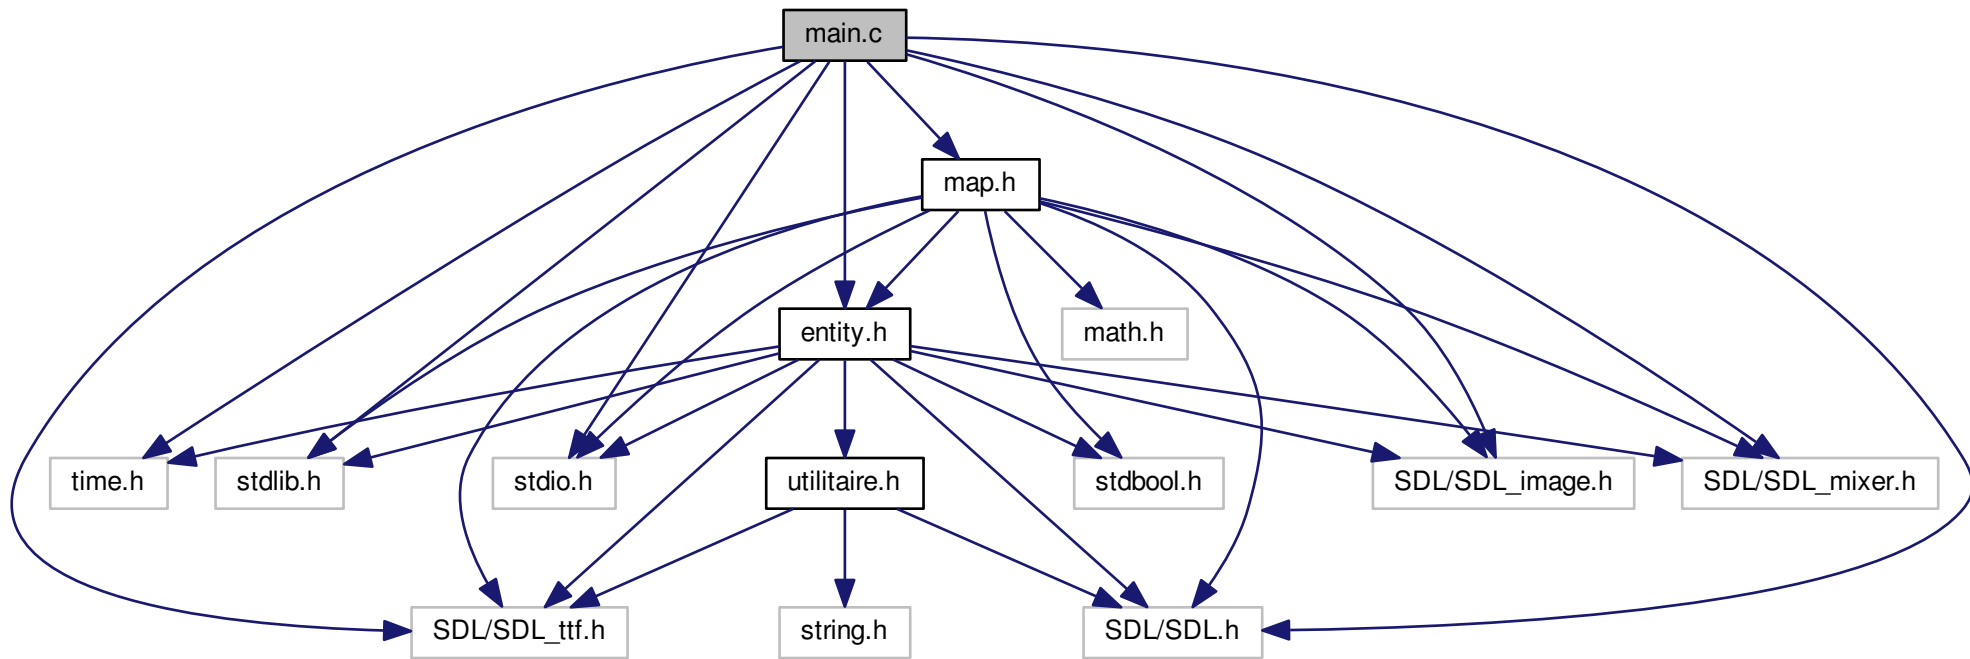 main.c
map.h
entity.h
math.h
time.h
stdlib.h
stdio.h
utilitaire.h
stdbool.h
SDL/SDL_image.h
SDL/SDL_mixer.h
SDL/SDL_ttf.h
string.h
SDL/SDL.h